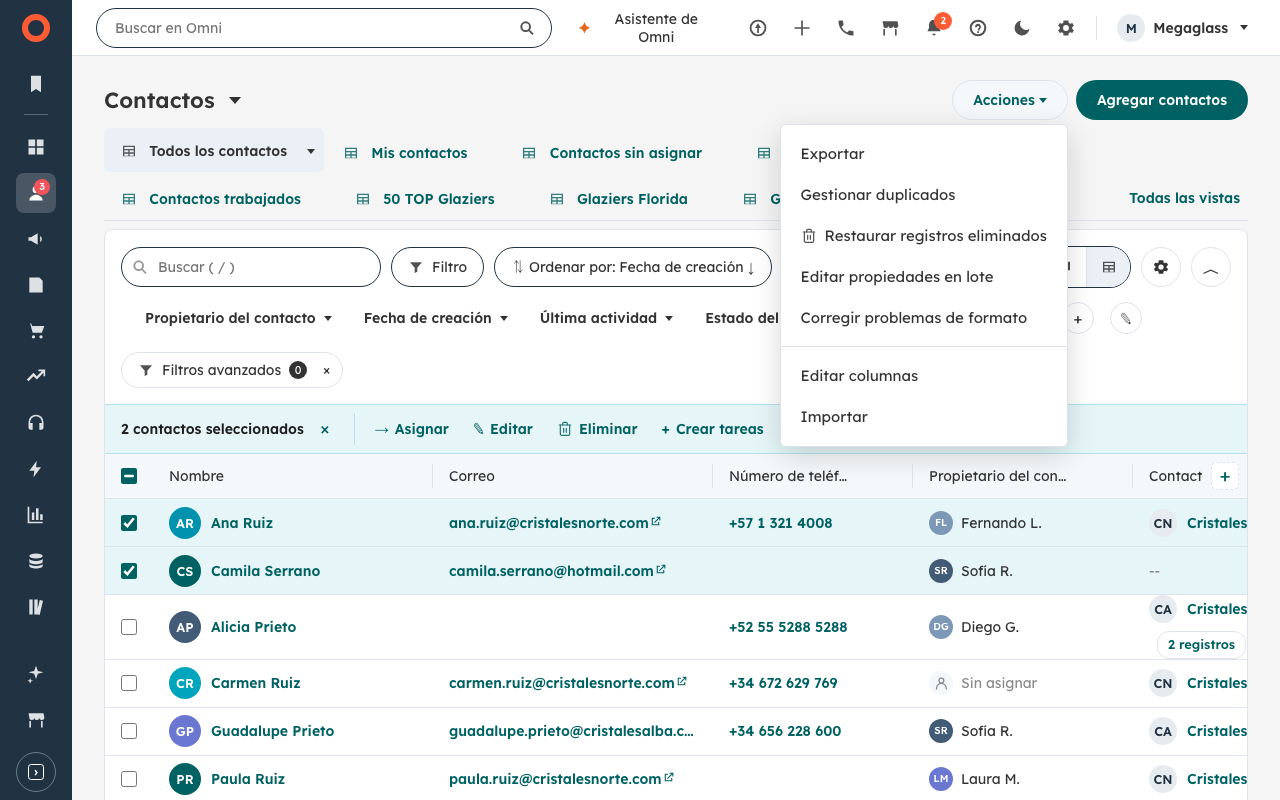 Buscar en Omni
Asistente de
Omni
2
M Megaglass
3
Contactos
Acciones
Agregar contactos
Todos los contactos
Mis contactos
Contactos sin asignar
Contactos trabajados
50 TOP Glaziers
Glaziers Florida
G
Todas las vistas
Exportar
Gestionar duplicados
Restaurar registros eliminados
Editar propiedades en lote
Corregir problemas de formato
Editar columnas
Importar
Buscar ( / )
Filtro
Ordenar por: Fecha de creación ↓
Propietario del contacto
Fecha de creación
Última actividad
Estado del
+
Filtros avanzados 0 ×
2 contactos seleccionados ×
→ Asignar
Editar
Eliminar
+ Crear tareas
Nombre Correo Número de teléf... Propietario del con... Contact +
AR Ana Ruiz ana.ruiz@cristalesnorte.com +57 1 321 4008 FL Fernando L. CN Cristales
CS Camila Serrano camila.serrano@hotmail.com SR Sofía R. --
AP Alicia Prieto +52 55 5288 5288 DG Diego G. CA Cristales
2 registros
CR Carmen Ruiz carmen.ruiz@cristalesnorte.com +34 672 629 769 Sin asignar CN Cristales
GP Guadalupe Prieto guadalupe.prieto@cristalesalba.c... +34 656 228 600 SR Sofía R. CA Cristales
PR Paula Ruiz paula.ruiz@cristalesnorte.com LM Laura M. CN Cristales